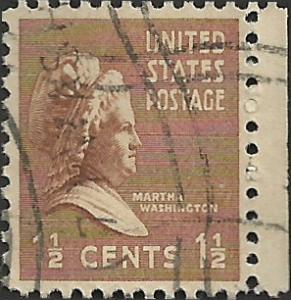 UNITED
STATES
POSTAGE
MARTHA
WASHINGTON
1½ CENTS 1½